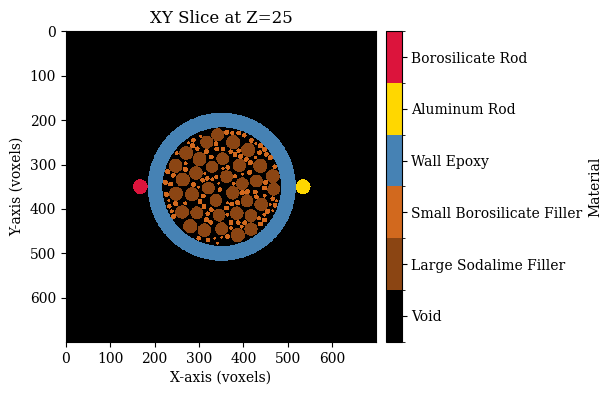 XY Slice at Z=25
0
100
200
300
400
500
600
Y-axis (voxels)
0
100
200
300
400
500
600
X-axis (voxels)
Borosilicate Rod
Aluminum Rod
Wall Epoxy
Small Borosilicate Filler
Large Sodalime Filler
Void
Material